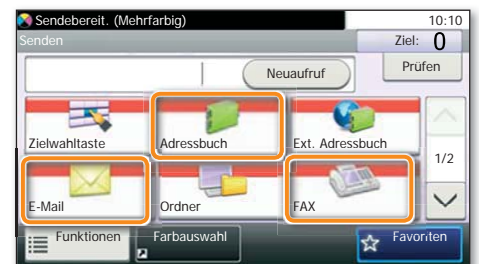 Sendebereit. (Mehrfarbig) 10:10
Senden Ziel: 0
Neuaufruf Prüfen
Zielwahltaste Adressbuch Ext. Adressbuch
1/2
E-Mail Ordner FAX
Funktionen Farbauswahl Favoriten